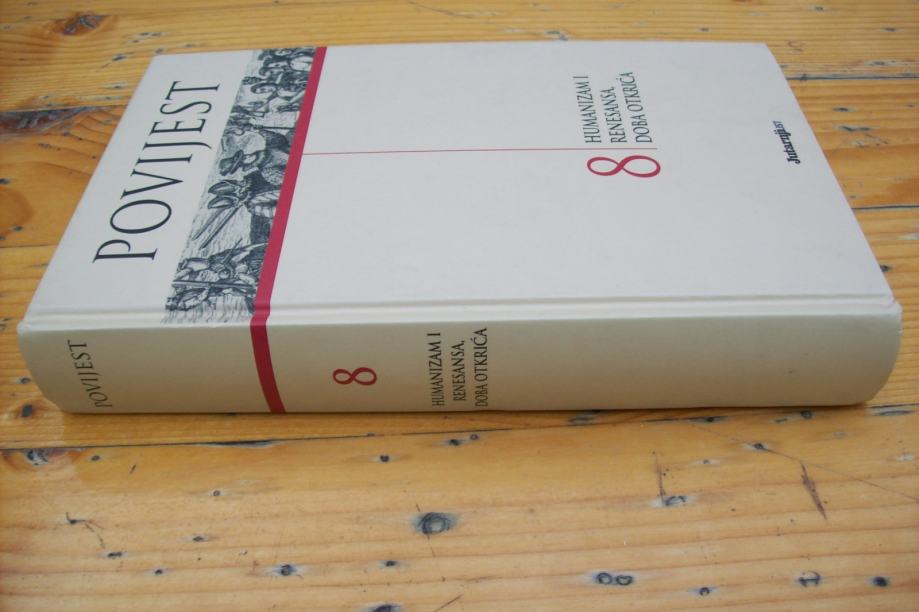 POVIJEST
8
HUMANIZAM I
RENESANSA,
DOBA OTKRIĆA
Jutarnji LIST
POVIJEST
8
HUMANIZAM I
RENESANSA,
DOBA OTKRIĆA